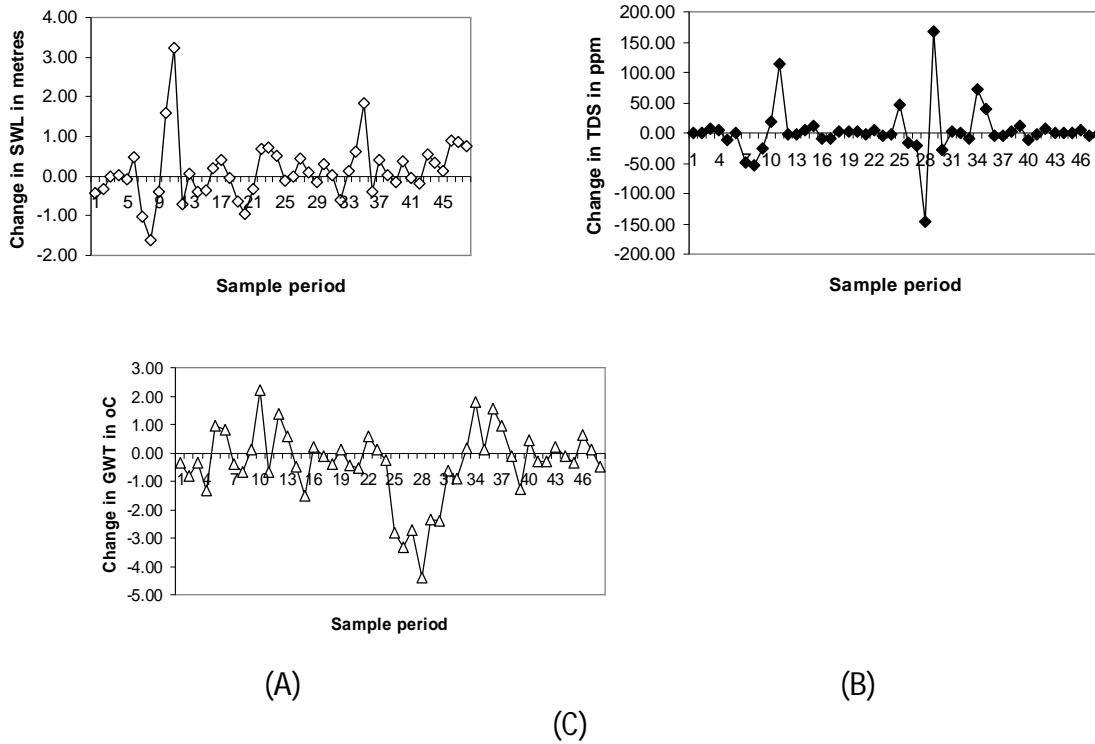 Change in SWL in metres
4.00
3.00
2.00
1.00
0.00
-1.00
-2.00
1 5 9 13 17 21 25 29 33 37 41 45
Sample period
Change in TDS in ppm
200.00
150.00
100.00
50.00
0.00
-50.00
-100.00
-150.00
-200.00
1 4 7 10 13 16 19 22 25 28 31 34 37 40 43 46
Sample period
Change in GWT in oC
3.00
2.00
1.00
0.00
-1.00
-2.00
-3.00
-4.00
-5.00
1 4 7 10 13 16 19 22 25 28 31 34 37 40 43 46
Sample period
(A) (B)
(C)